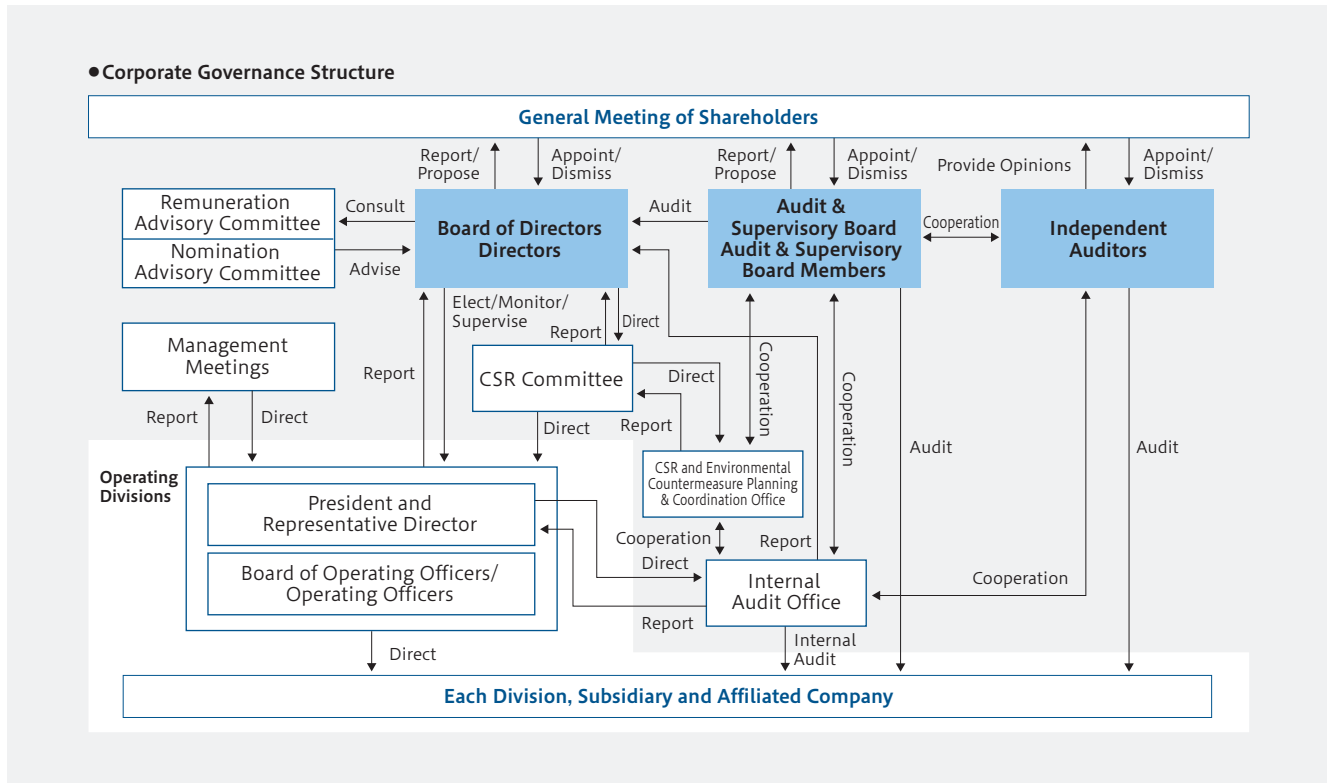 ●Corporate Governance Structure
General Meeting of Shareholders
Report/
Propose
Appoint/
Dismiss
Report/
Propose
Appoint/
Dismiss
Provide Opinions
Appoint/
Dismiss
Remuneration
Advisory Committee
Nomination
Advisory Committee
Consult
Advise
Board of Directors
Directors
Audit
Audit &
Supervisory Board
Audit & Supervisory
Board Members
Cooperation
Independent
Auditors
Elect/Monitor/
Supervise
Report
Direct
Management
Meetings
Report
CSR Committee
Direct
Cooperation
Cooperation
Report
Direct
Direct
Report
Audit
Audit
Operating
Divisions
CSR and Environmental
Countermeasure Planning
& Coordination Office
President and
Representative Director
Cooperation
Report
Direct
Board of Operating Officers/
Operating Officers
Internal
Audit Office
Cooperation
Report
Direct
Internal
Audit
Each Division, Subsidiary and Affiliated Company